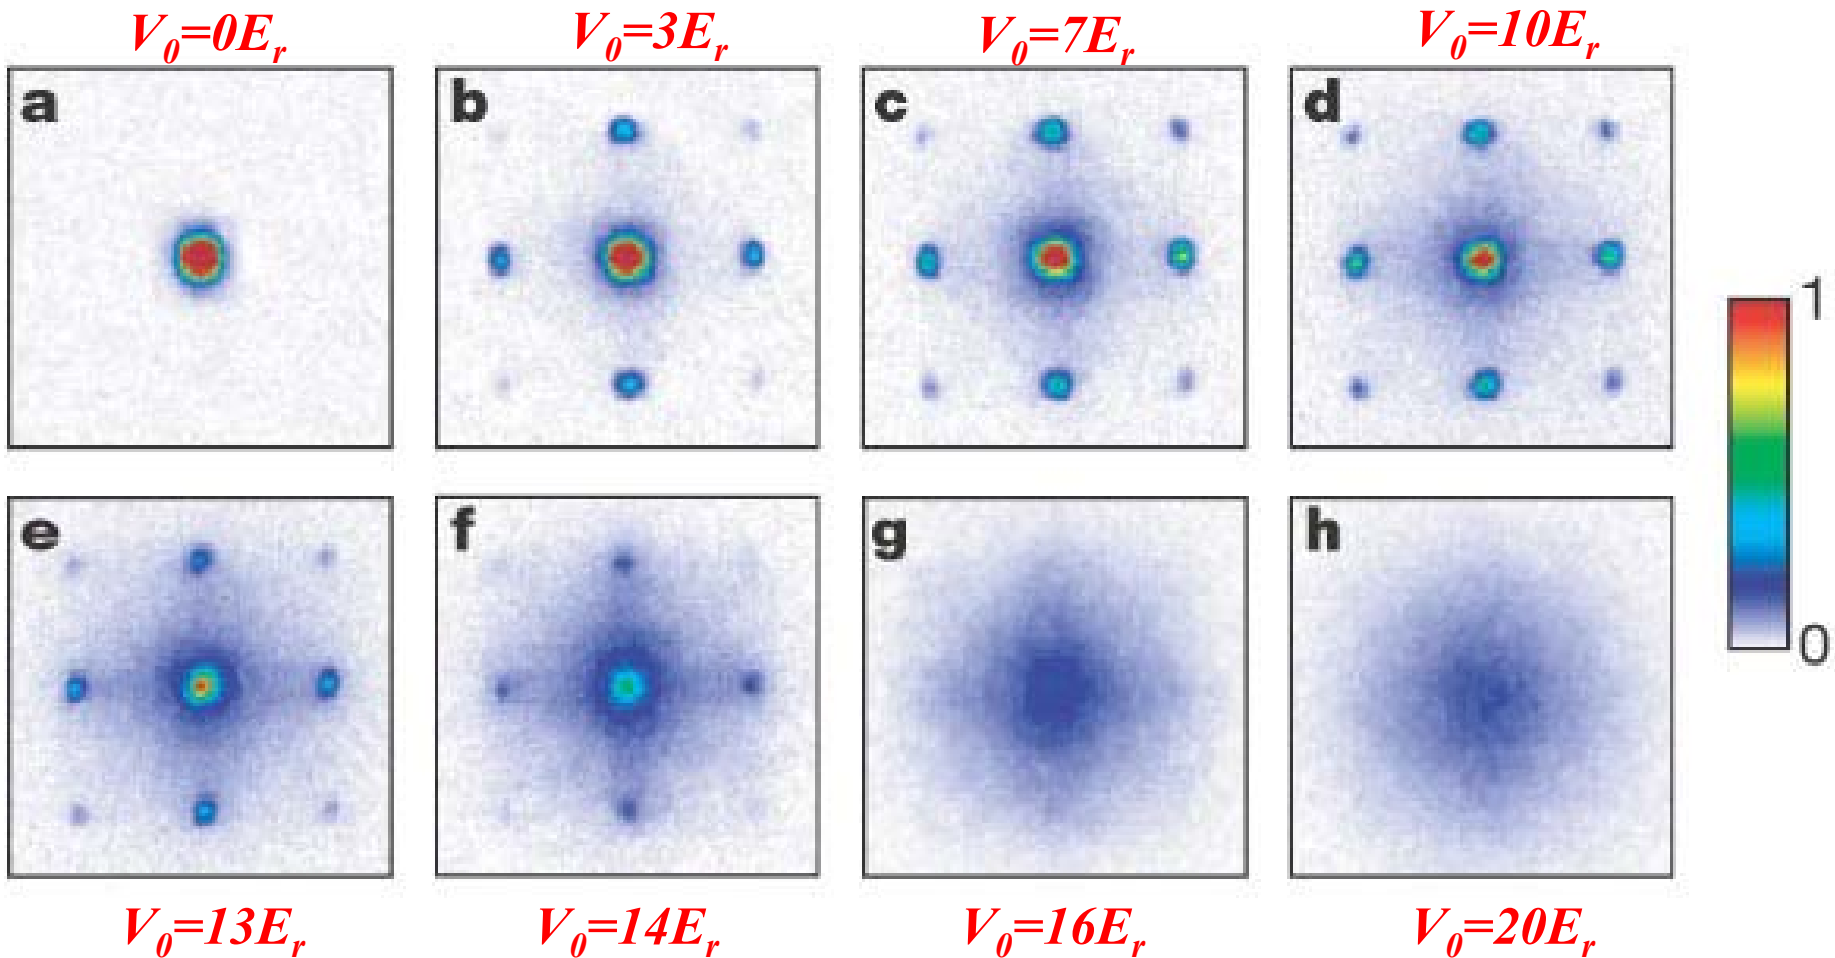 V₀=0Eᵣ V₀=3Eᵣ V₀=7Eᵣ V₀=10Eᵣ
a b c d
1
e f g h
0
V₀=13Eᵣ V₀=14Eᵣ V₀=16Eᵣ V₀=20Eᵣ